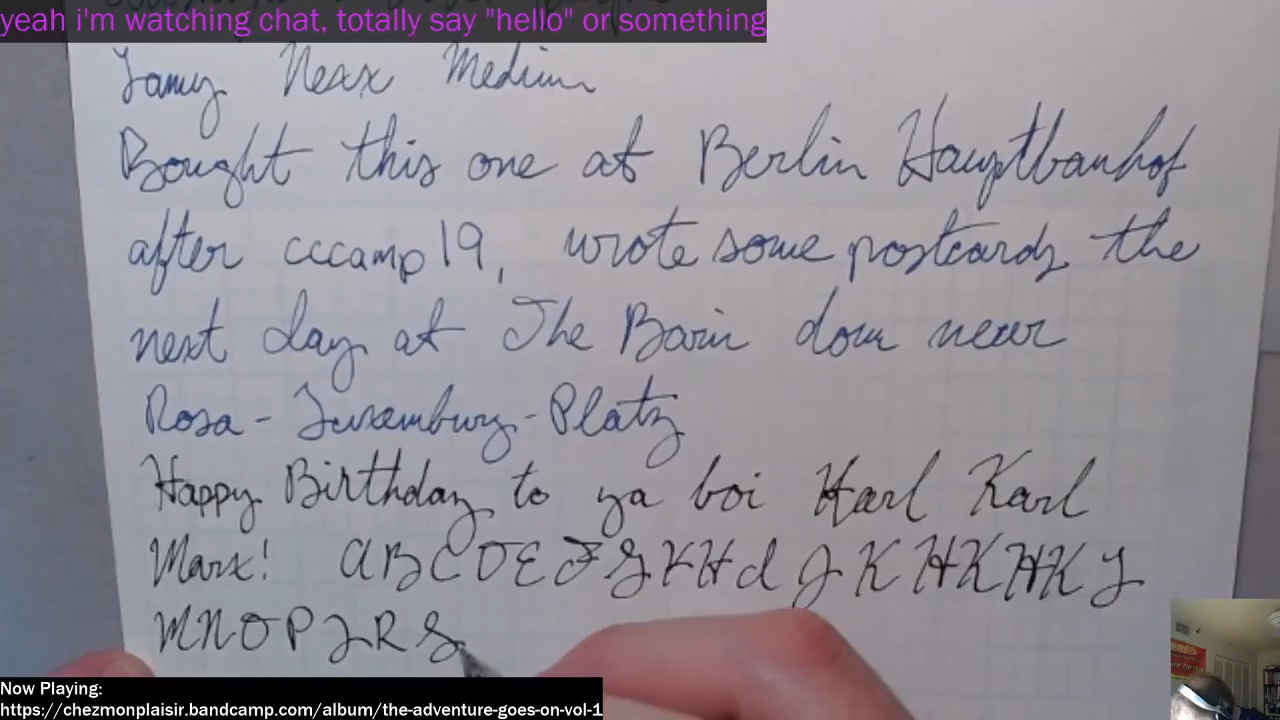 yeah i'm watching chat, totally say "hello" or something
Lamy Nexx Medium
Bought this one at Berlin Hauptbanhof
after cccamp19, wrote some postcards the
next day at The Barn down near
Rosa-Luxemburg-Platz
Happy Birthday to ya boi Harl Karl
Marx! A B C D E F G K H d J K H K H K L
M N O P Q R S
Now Playing:
https://chezmonplaisir.bandcamp.com/album/the-adventure-goes-on-vol-1